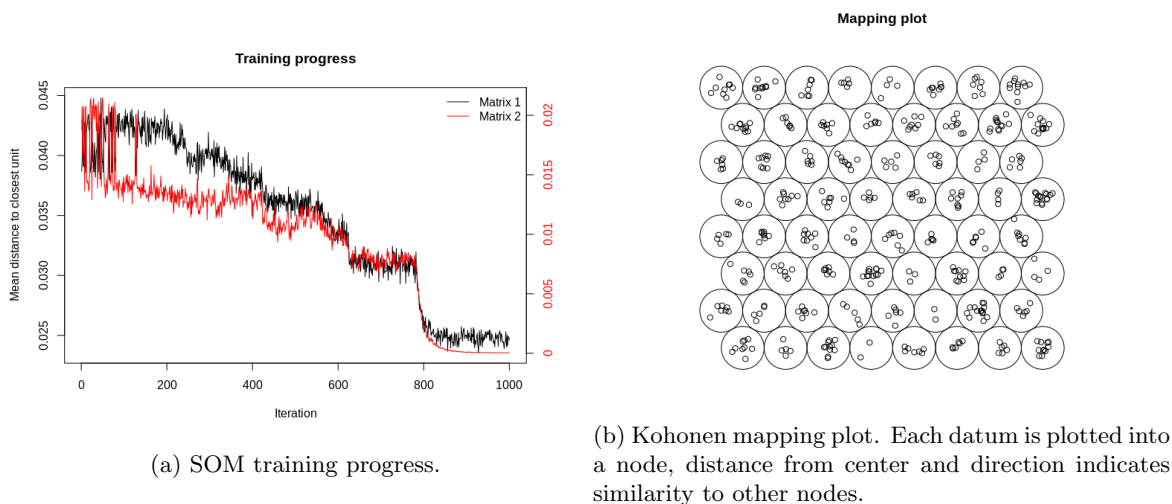 Training progress
Matrix 1
Matrix 2
Mean distance to closest unit
0.045
0.040
0.035
0.030
0.025
0.02
0.015
0.01
0.005
0
0
200
400
600
800
1000
Iteration
(a) SOM training progress.
Mapping plot
(b) Kohonen mapping plot. Each datum is plotted into
a node, distance from center and direction indicates
similarity to other nodes.